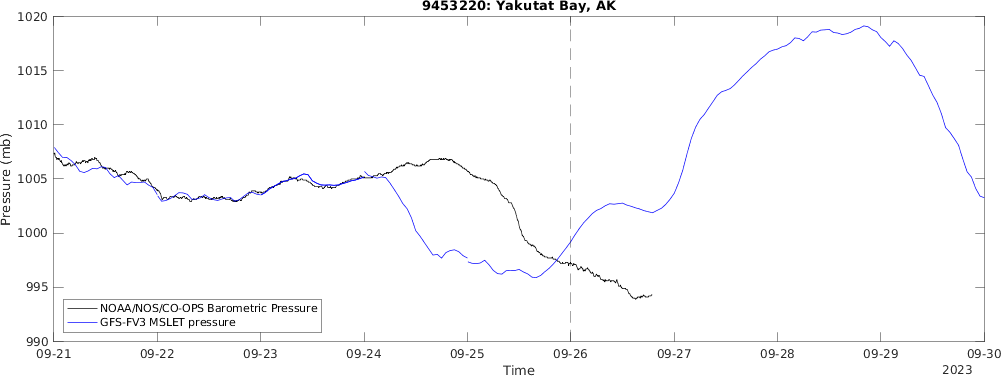 9453220: Yakutat Bay, AK
1020
1015
1010
1005
1000
995
990
Pressure (mb)
NOAA/NOS/CO-OPS Barometric Pressure
GFS-FV3 MSLET pressure
09-21 09-22 09-23 09-24 09-25 09-26 09-27 09-28 09-29 09-30
Time
2023